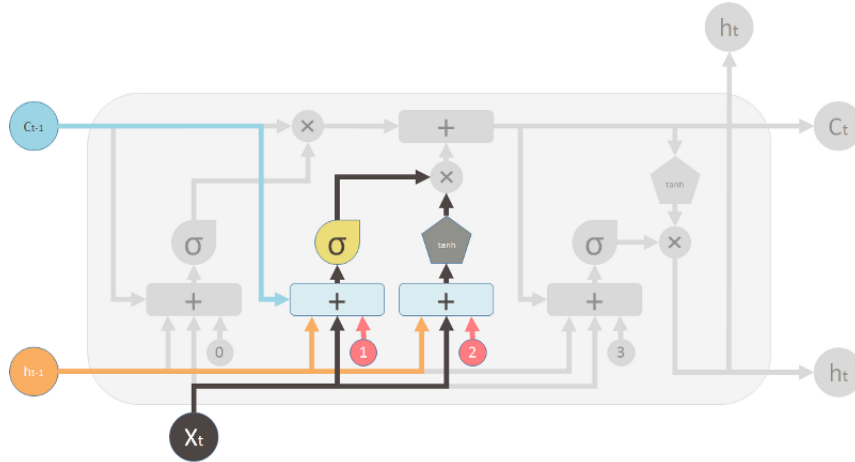 hₜ
Cₜ₋₁
×
+
Cₜ
tanh
×
σ
σ
tanh
σ
×
+
+
+
+
0
1
2
3
hₜ₋₁
hₜ
Xₜ